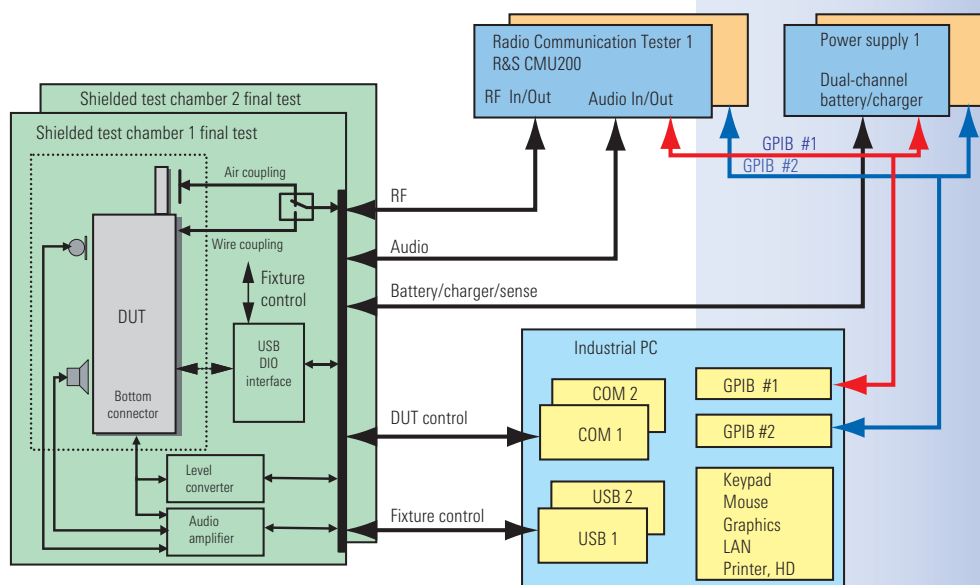 Shielded test chamber 2 final test
Shielded test chamber 1 final test
Air coupling
Wire coupling
Fixture
control
DUT
Bottom
connector
USB
DIO
interface
Level
converter
Audio
amplifier
Radio Communication Tester 1
R&S CMU200
RF In/Out
Audio In/Out
Power supply 1
Dual-channel
battery/charger
GPIB #1
GPIB #2
RF
Audio
Battery/charger/sense
DUT control
Fixture control
Industrial PC
COM 2
COM 1
USB 2
USB 1
GPIB #1
GPIB #2
Keypad
Mouse
Graphics
LAN
Printer, HD